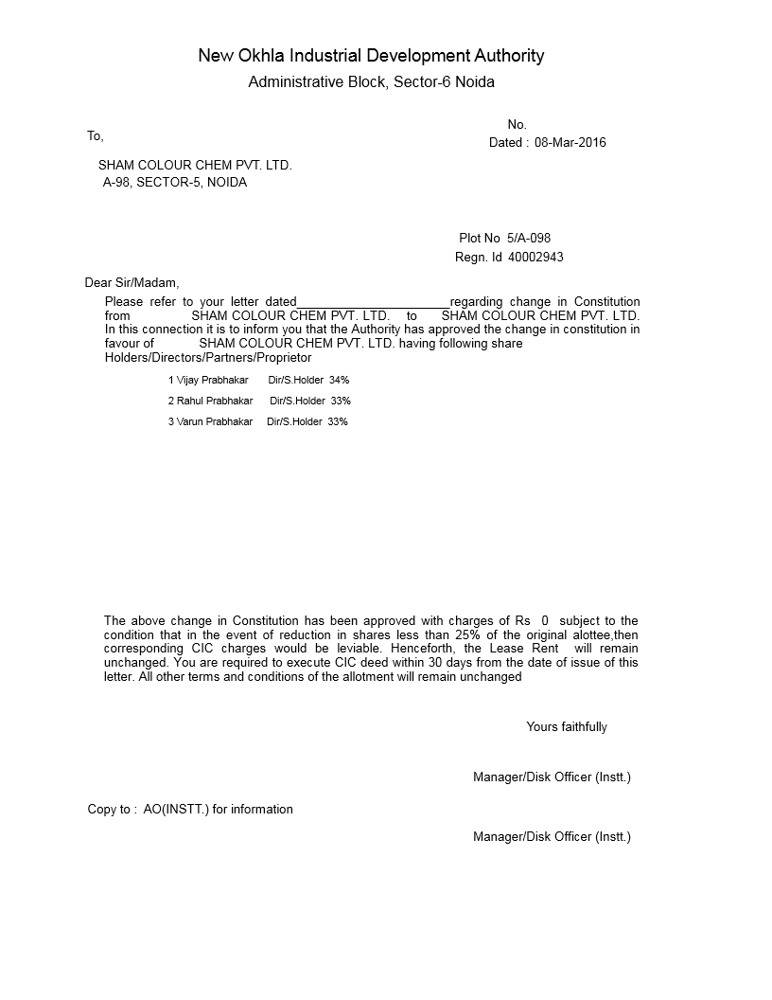 New Okhla Industrial Development Authority
Administrative Block, Sector-6 Noida
No.
To,
Dated : 08-Mar-2016
SHAM COLOUR CHEM PVT. LTD.
A-98, SECTOR-5, NOIDA
Plot No 5/A-098
Regn. Id 40002943
Dear Sir/Madam,
Please refer to your letter dated______________________regarding change in Constitution
from SHAM COLOUR CHEM PVT. LTD. to SHAM COLOUR CHEM PVT. LTD.
In this connection it is to inform you that the Authority has approved the change in constitution in
favour of SHAM COLOUR CHEM PVT. LTD. having following share
Holders/Directors/Partners/Proprietor
1 Vijay Prabhakar Dir/S.Holder 34%
2 Rahul Prabhakar Dir/S.Holder 33%
3 Varun Prabhakar Dir/S.Holder 33%
The above change in Constitution has been approved with charges of Rs 0 subject to the
condition that in the event of reduction in shares less than 25% of the original alottee,then
corresponding CIC charges would be leviable. Henceforth, the Lease Rent will remain
unchanged. You are required to execute CIC deed within 30 days from the date of issue of this
letter. All other terms and conditions of the allotment will remain unchanged
Yours faithfully
Manager/Disk Officer (Instt.)
Copy to : AO(INSTT.) for information
Manager/Disk Officer (Instt.)